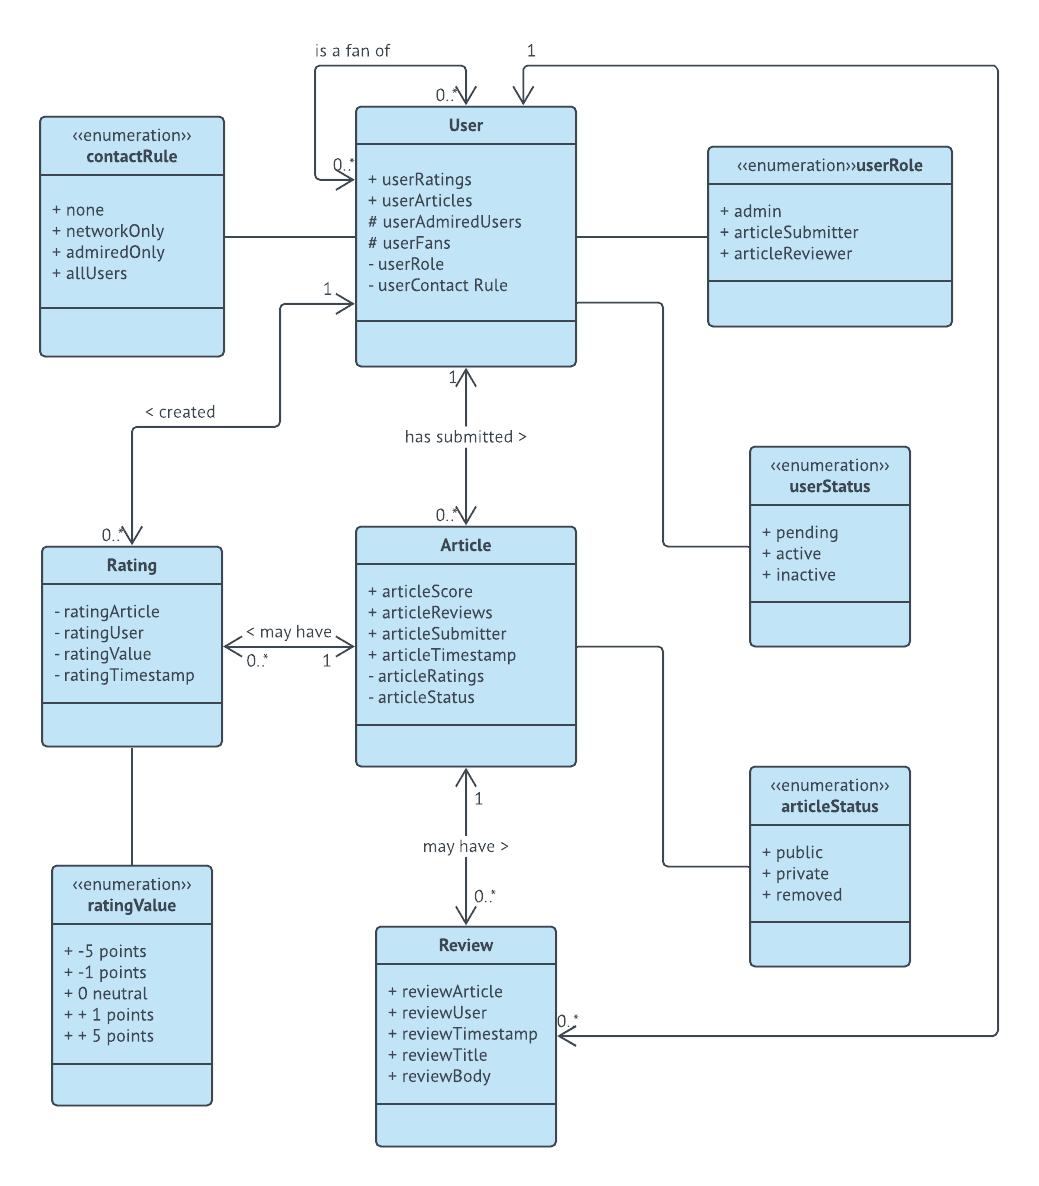 is a fan of
1
0..*
0..*
‹‹enumeration››
contactRule
+ none
+ networkOnly
+ admiredOnly
+ allUsers
User
+ userRatings
+ userArticles
# userAdmiredUsers
# userFans
- userRole
- userContact Rule
‹‹enumeration››userRole
+ admin
+ articleSubmitter
+ articleReviewer
1
< created
0..*
1
has submitted >
0..*
‹‹enumeration››
userStatus
+ pending
+ active
+ inactive
Rating
- ratingArticle
- ratingUser
- ratingValue
- ratingTimestamp
< may have
0..*
1
Article
+ articleScore
+ articleReviews
+ articleSubmitter
+ articleTimestamp
- articleRatings
- articleStatus
1
may have >
0..*
‹‹enumeration››
articleStatus
+ public
+ private
+ removed
‹‹enumeration››
ratingValue
+ -5 points
+ -1 points
+ 0 neutral
+ + 1 points
+ + 5 points
Review
+ reviewArticle
+ reviewUser
+ reviewTimestamp
+ reviewTitle
+ reviewBody
0..*